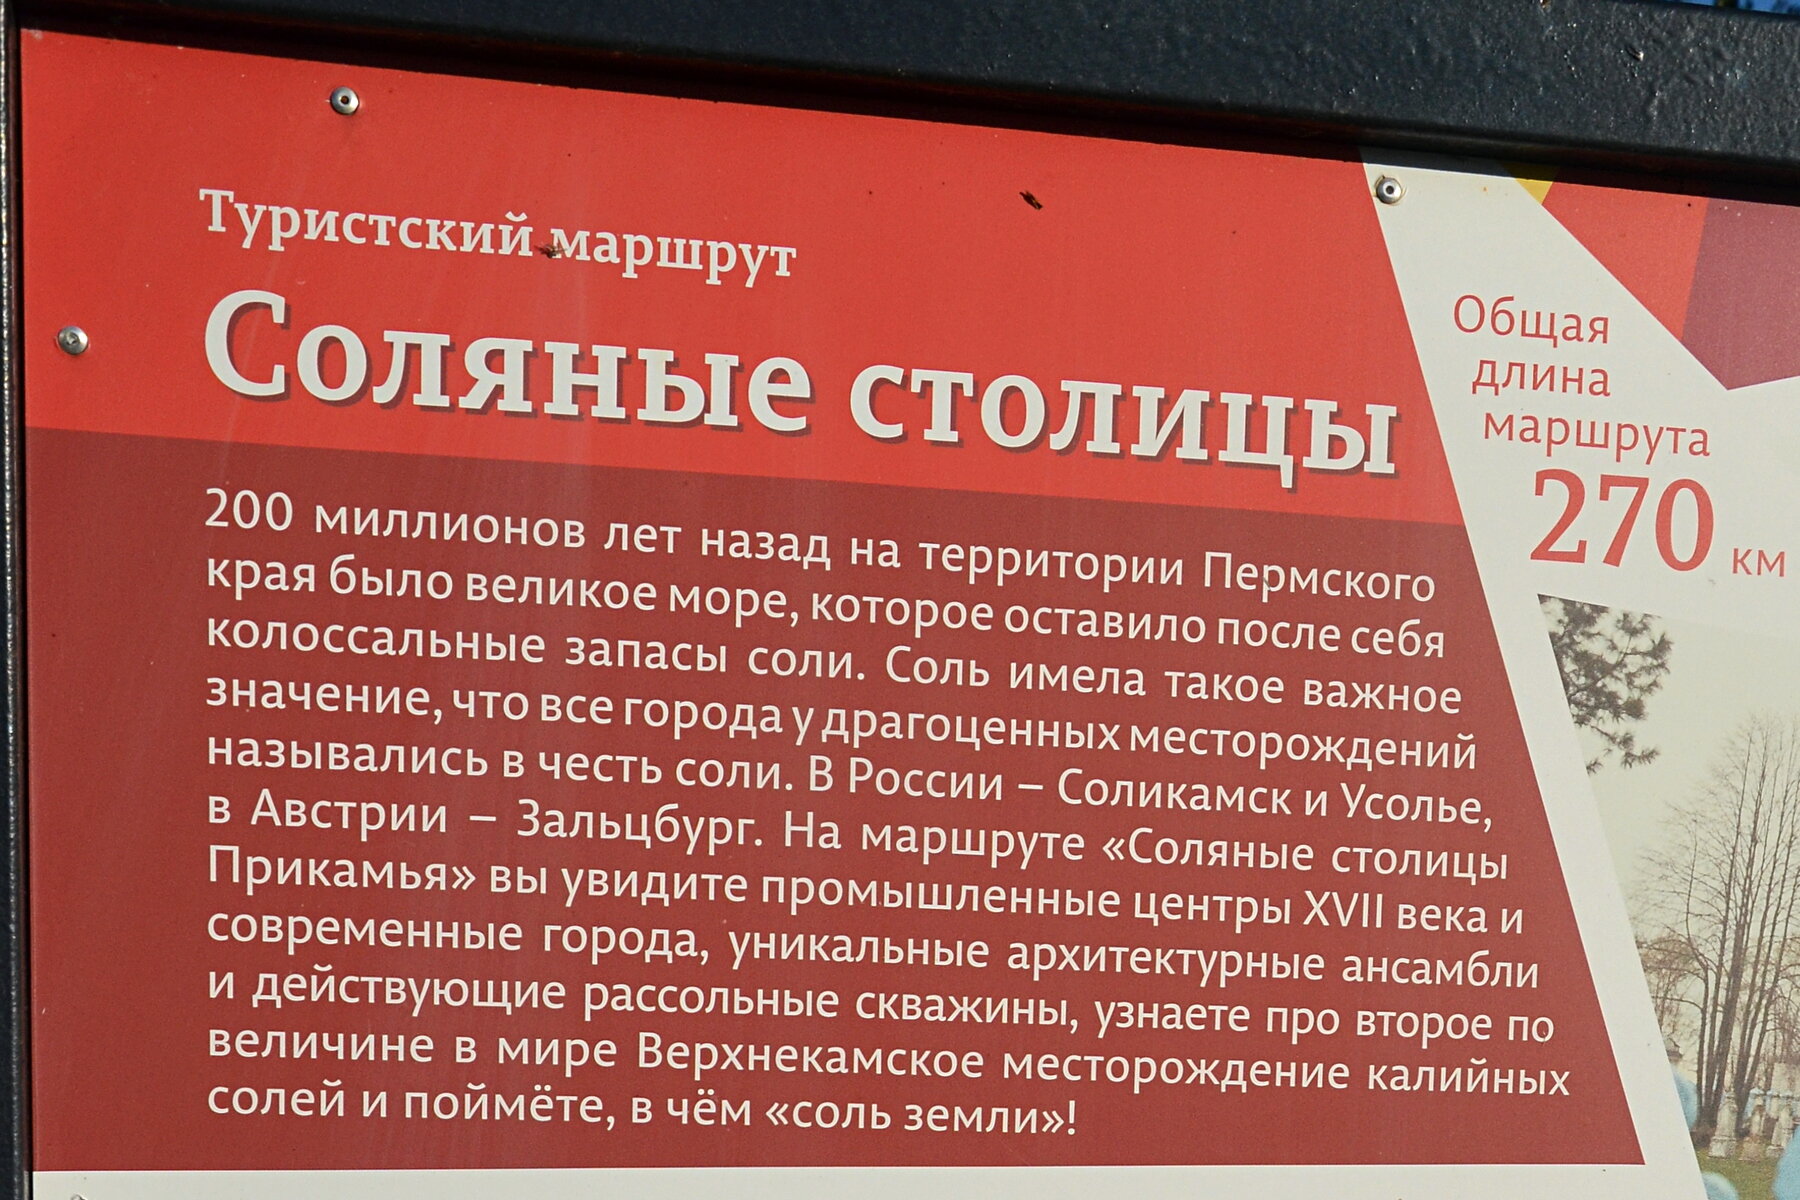 Туристский маршрут
Соляные столицы
200 миллионов лет назад на территории Пермского
края было великое море, которое оставило после себя
колоссальные запасы соли. Соль имела такое важное
значение, что все города у драгоценных месторождений
назывались в честь соли. В России – Соликамск и Усолье,
в Австрии – Зальцбург. На маршруте «Соляные столицы
Прикамья» вы увидите промышленные центры XVII века и
современные города, уникальные архитектурные ансамбли
и действующие рассольные скважины, узнаете про второе по
величине в мире Верхнекамское месторождение калийных
солей и поймёте, в чём «соль земли»!
Общая
длина
маршрута
270 км